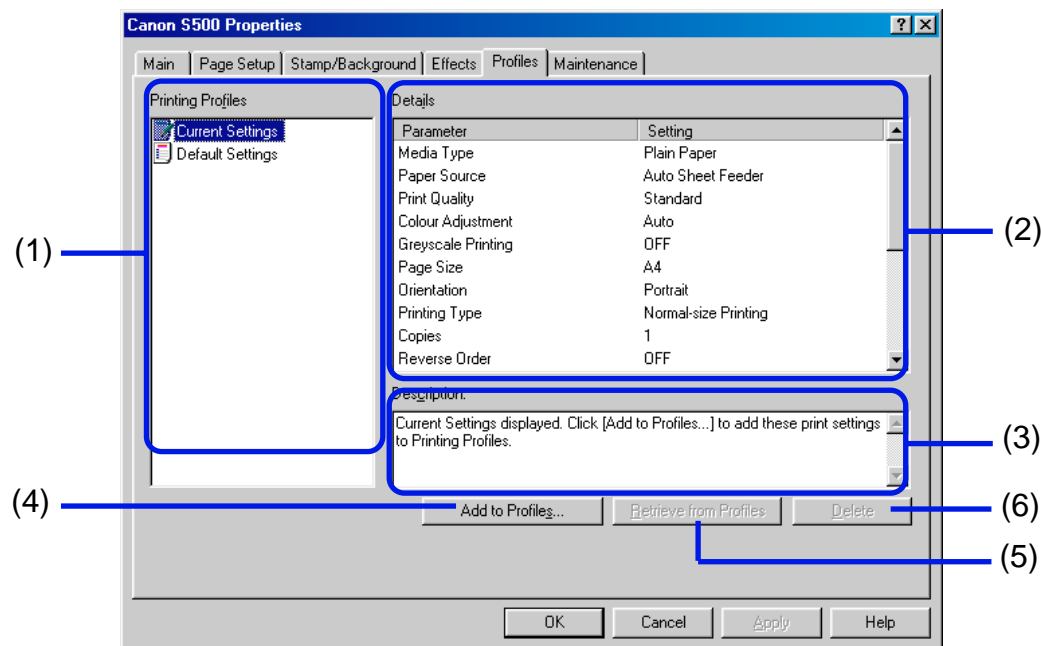 Canon S500 Properties
Main Page Setup Stamp/Background Effects Profiles Maintenance
Printing Profiles
Current Settings
Default Settings
Details
Parameter Setting
Media Type Plain Paper
Paper Source Auto Sheet Feeder
Print Quality Standard
Colour Adjustment Auto
Greyscale Printing OFF
Page Size A4
Orientation Portrait
Printing Type Normal-size Printing
Copies 1
Reverse Order OFF
Description:
Current Settings displayed. Click [Add to Profiles...] to add these print settings
to Printing Profiles.
Add to Profiles... Retrieve from Profiles Delete
OK Cancel Apply Help
(1)
(2)
(3)
(4)
(6)
(5)